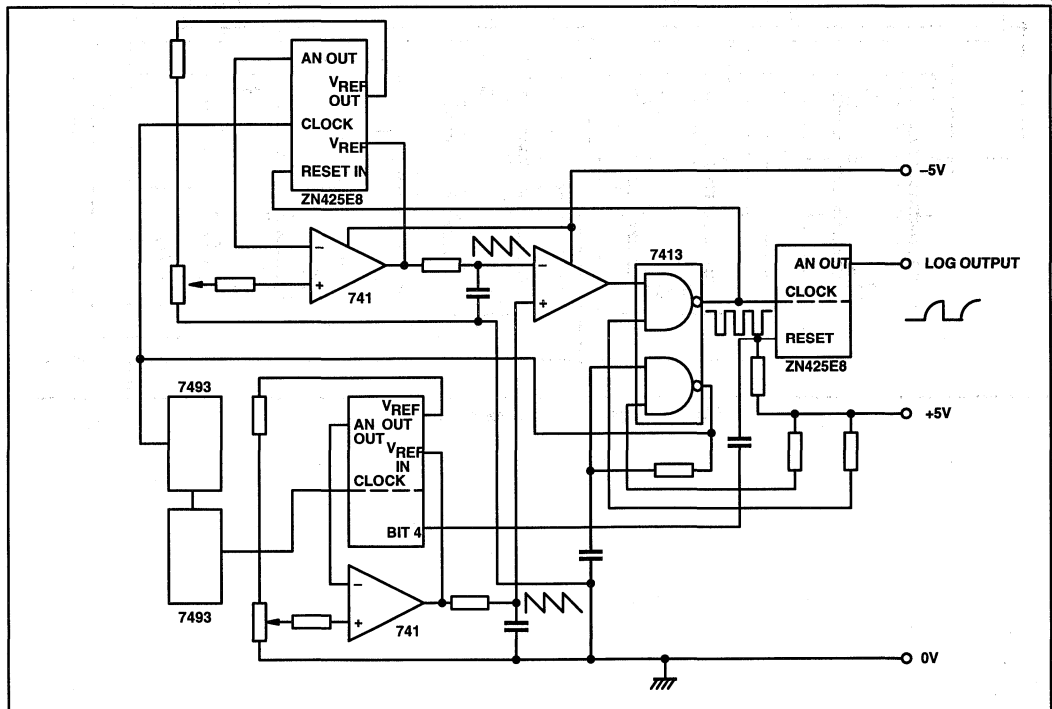 AN OUT
VREF
OUT
CLOCK
VREF
RESET IN
ZN425E8
–
+
741
–
+
7413
–5V
AN OUT
LOG OUTPUT
CLOCK
RESET
ZN425E8
+5V
7493
7493
VREF
AN OUT
OUT
VREF
IN
CLOCK
BIT 4
–
+
741
0V